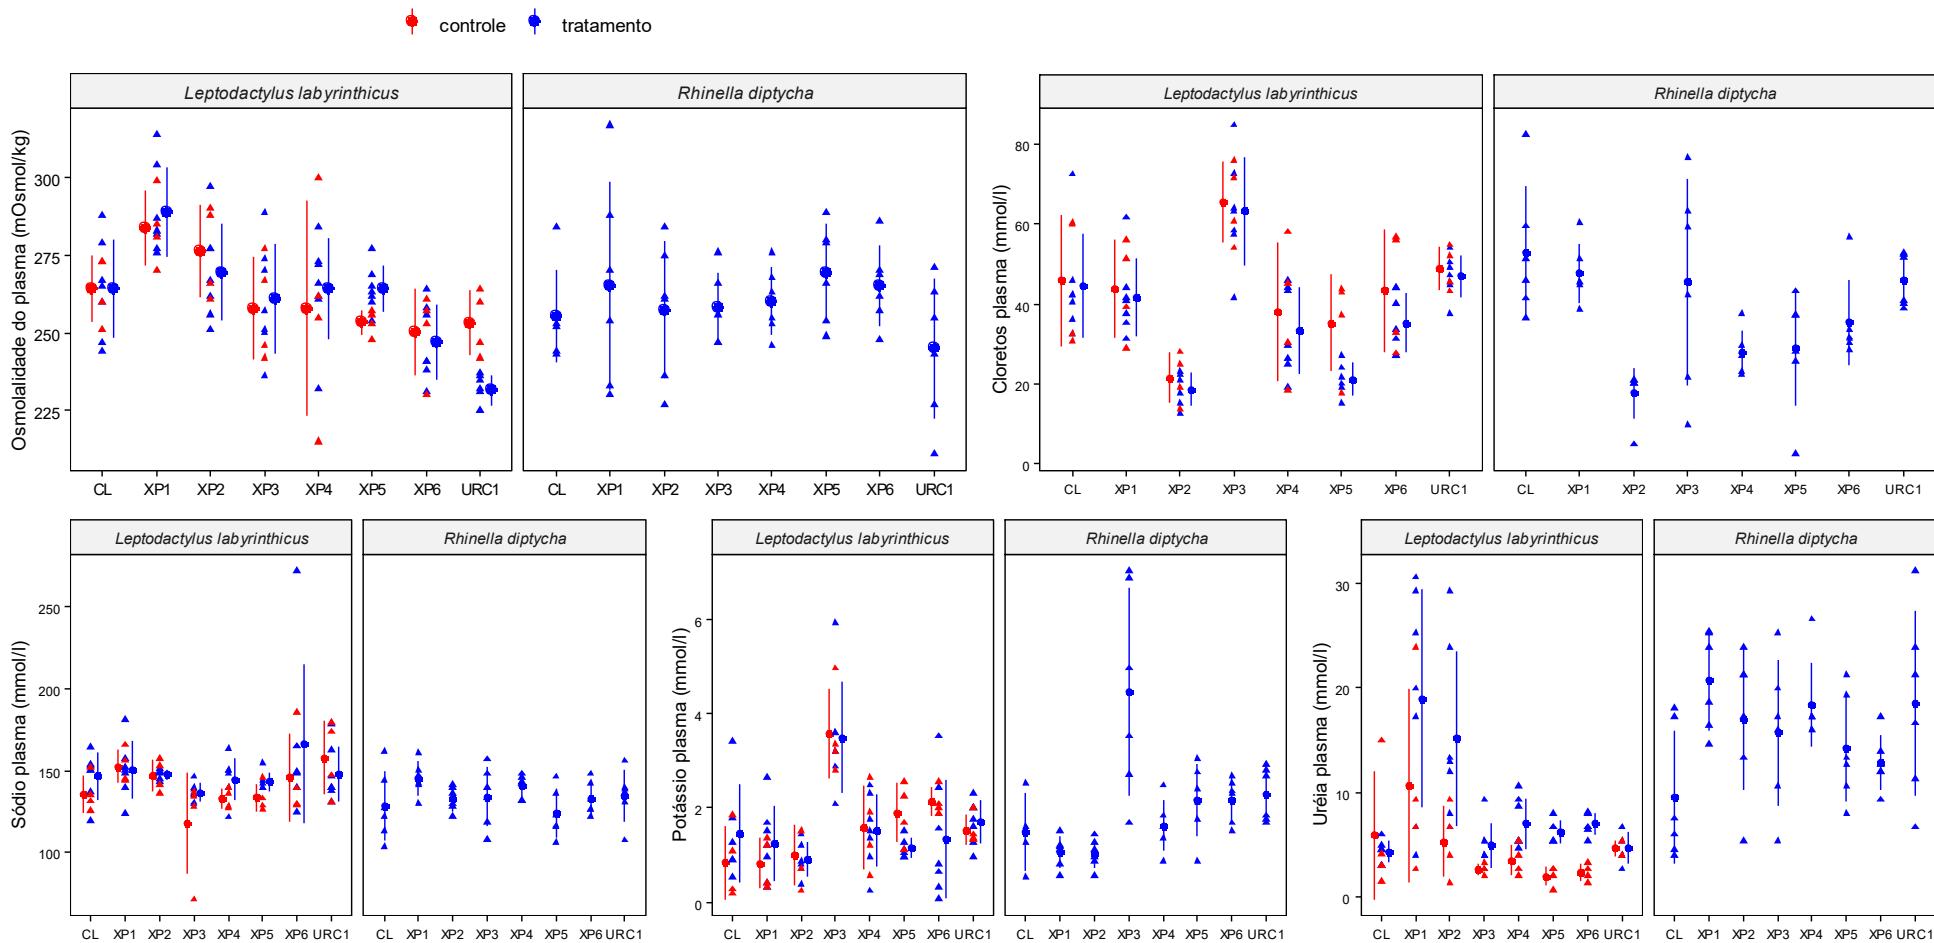 controle tratamento
Leptodactylus labyrinthicus Rhinella diptycha
Osmolalidade do plasma (mOsmol/kg)
300
275
250
225
CL XP1 XP2 XP3 XP4 XP5 XP6 URC1 CL XP1 XP2 XP3 XP4 XP5 XP6 URC1
Leptodactylus labyrinthicus Rhinella diptycha
Cloretos plasma (mmol/l)
80
60
40
20
0
CL XP1 XP2 XP3 XP4 XP5 XP6 URC1 CL XP1 XP2 XP3 XP4 XP5 XP6 URC1
Leptodactylus labyrinthicus Rhinella diptycha
Sódio plasma (mmol/l)
250
200
150
100
CL XP1 XP2 XP3 XP4 XP5 XP6 URC1 CL XP1 XP2 XP3 XP4 XP5 XP6 URC1
Leptodactylus labyrinthicus Rhinella diptycha
Potássio plasma (mmol/l)
6
4
2
0
CL XP1 XP2 XP3 XP4 XP5 XP6 URC1 CL XP1 XP2 XP3 XP4 XP5 XP6 URC1
Leptodactylus labyrinthicus Rhinella diptycha
Uréia plasma (mmol/l)
30
20
10
0
CL XP1 XP2 XP3 XP4 XP5 XP6 URC1 CL XP1 XP2 XP3 XP4 XP5 XP6 URC1